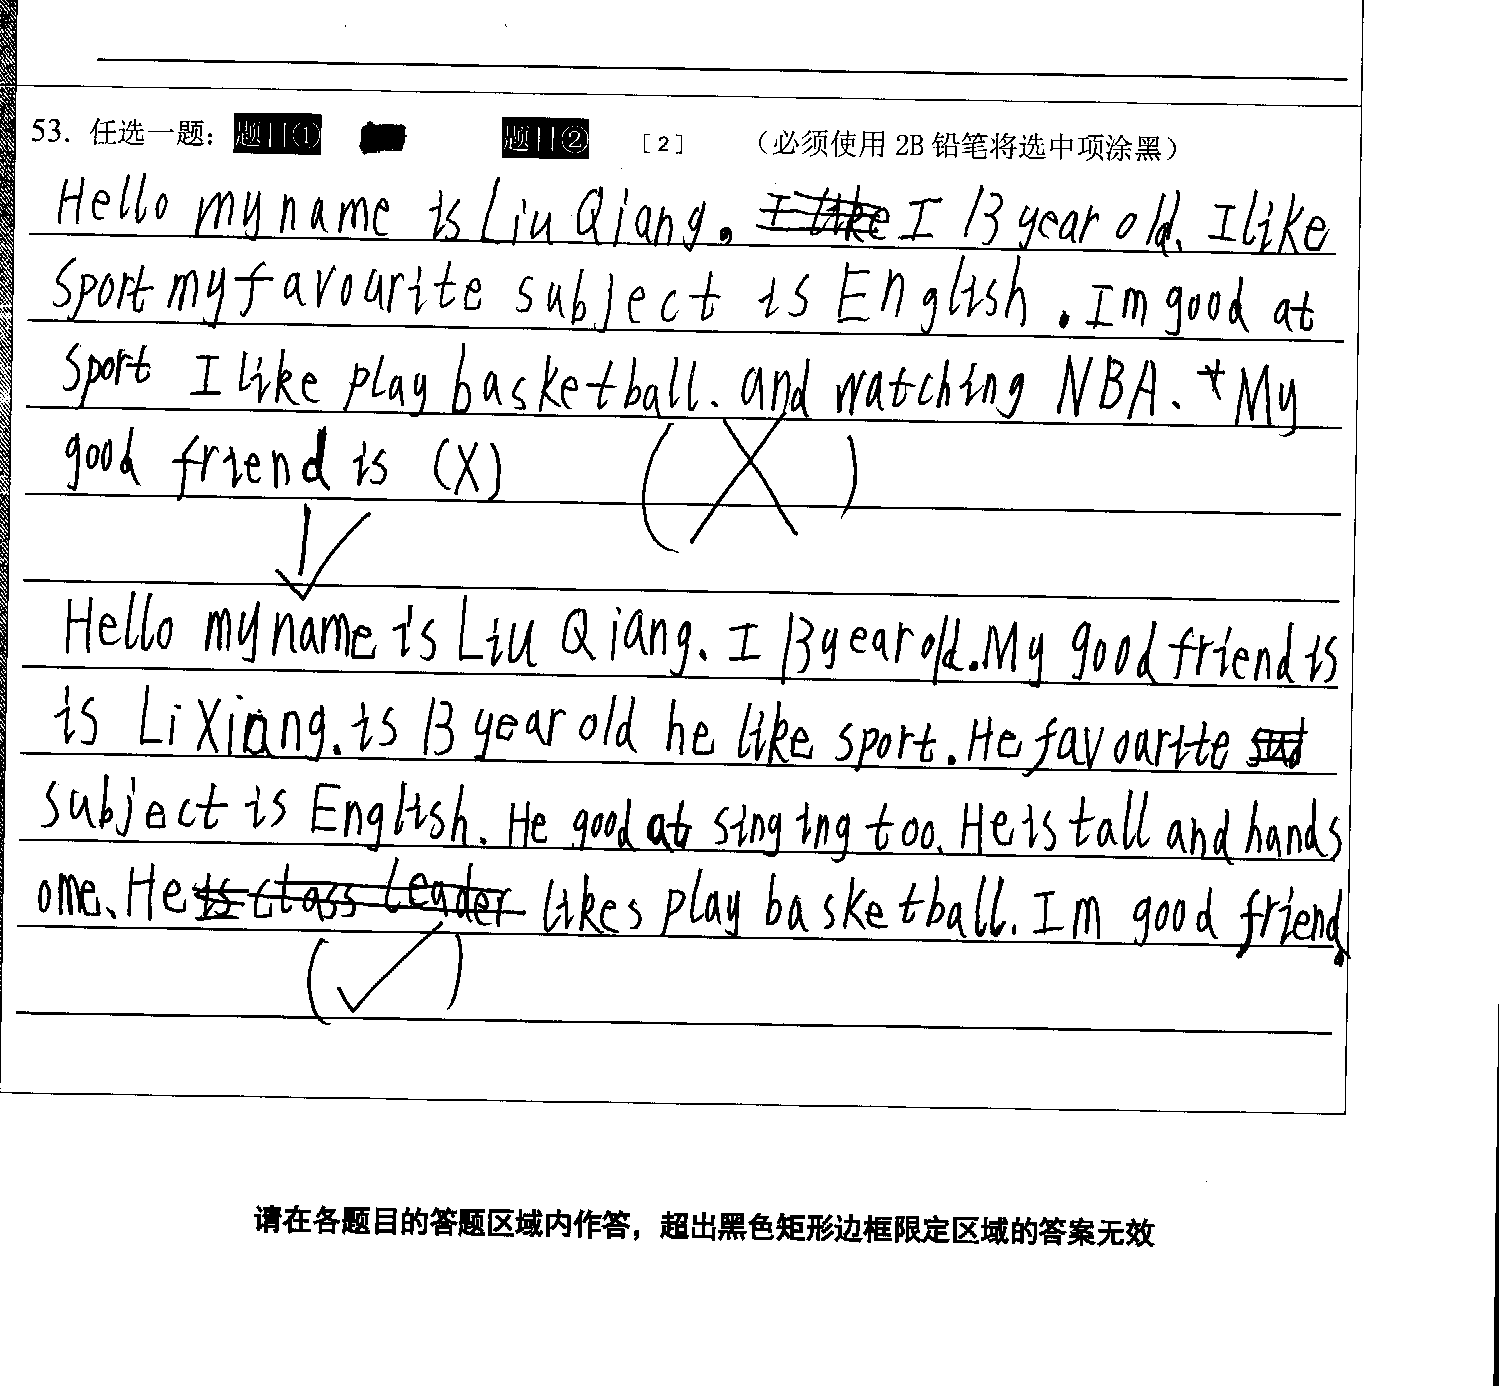 53. 任选一题： 题目① 题目② [2] （必须使用 2B 铅笔将选中项涂黑）
Hello my name is Liu Qiang. I like I 13 year old. I like
Sport my favourite subject is English. Im good at
Sport I like play basketball. and watching NBA. My
good friend is (X)
(X)
Hello my name is Liu Qiang. I 13 year old. My good friend is
is Li Xiang. is 13 year old he like sport. He favourite
subject is English. He good at singing too. He is tall and hands
ome. He is class leader likes play basketball. Im good friend.
(✓)
请在各题目的答题区域内作答，超出黑色矩形边框限定区域的答案无效